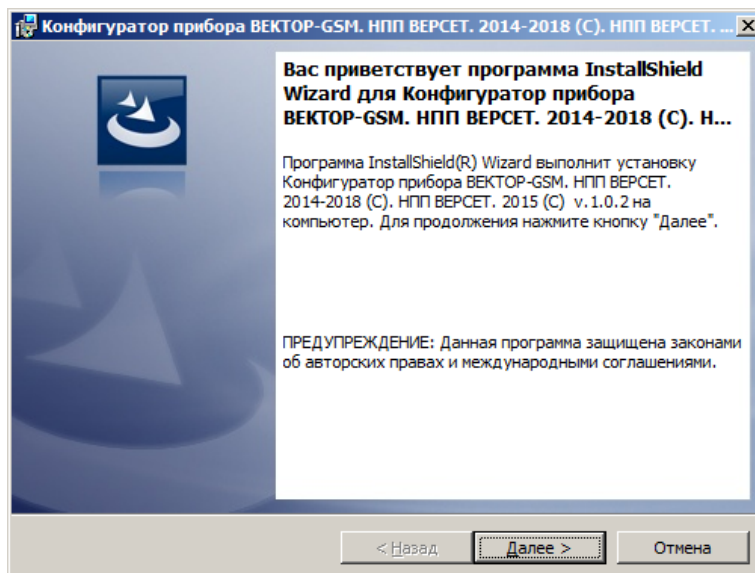 Конфигуратор прибора ВЕКТОР-GSM. НПП ВЕРСЕТ. 2014-2018 (C). НПП ВЕРСЕТ. ...
Вас приветствует программа InstallShield
Wizard для Конфигуратор прибора
ВЕКТОР-GSM. НПП ВЕРСЕТ. 2014-2018 (C). Н...
Программа InstallShield(R) Wizard выполнит установку
Конфигуратор прибора ВЕКТОР-GSM. НПП ВЕРСЕТ.
2014-2018 (C). НПП ВЕРСЕТ. 2015 (C) v.1.0.2 на
компьютер. Для продолжения нажмите кнопку "Далее".
ПРЕДУПРЕЖДЕНИЕ: Данная программа защищена законами
об авторских правах и международными соглашениями.
< Назад
Далее >
Отмена